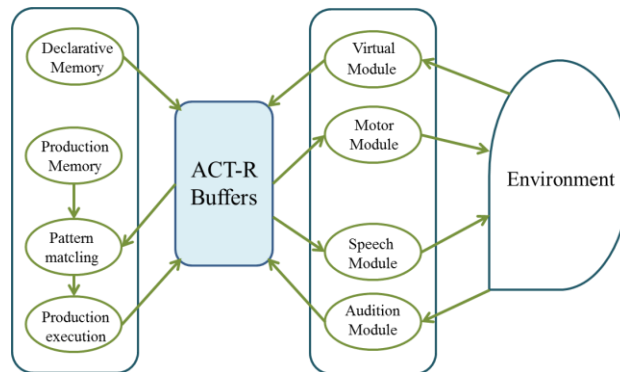 Declarative
Memory
Production
Memory
Pattern
matcling
Production
execution
ACT-R
Buffers
Virtual
Module
Motor
Module
Speech
Module
Audition
Module
Environment